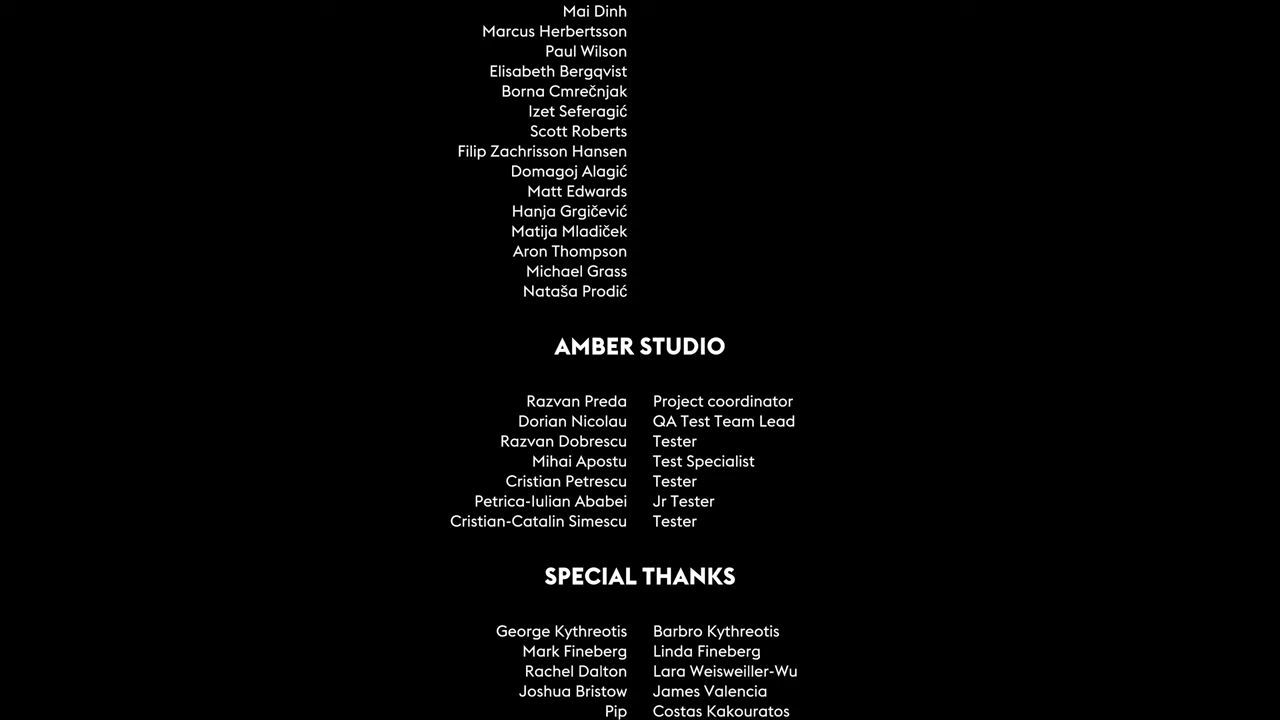 Mai Dinh
Marcus Herbertsson
Paul Wilson
Elisabeth Bergqvist
Borna Cmrečnjak
Izet Seferagić
Scott Roberts
Filip Zachrisson Hansen
Domagoj Alagić
Matt Edwards
Hanja Grgičević
Matija Mladiček
Aron Thompson
Michael Grass
Nataša Prodić
AMBER STUDIO
Razvan Preda Project coordinator
Dorian Nicolau QA Test Team Lead
Razvan Dobrescu Tester
Mihai Apostu Test Specialist
Cristian Petrescu Tester
Petrica-Iulian Ababei Jr Tester
Cristian-Catalin Simescu Tester
SPECIAL THANKS
George Kythreotis Barbro Kythreotis
Mark Fineberg Linda Fineberg
Rachel Dalton Lara Weisweiller-Wu
Joshua Bristow James Valencia
Pip Costas Kakouratos